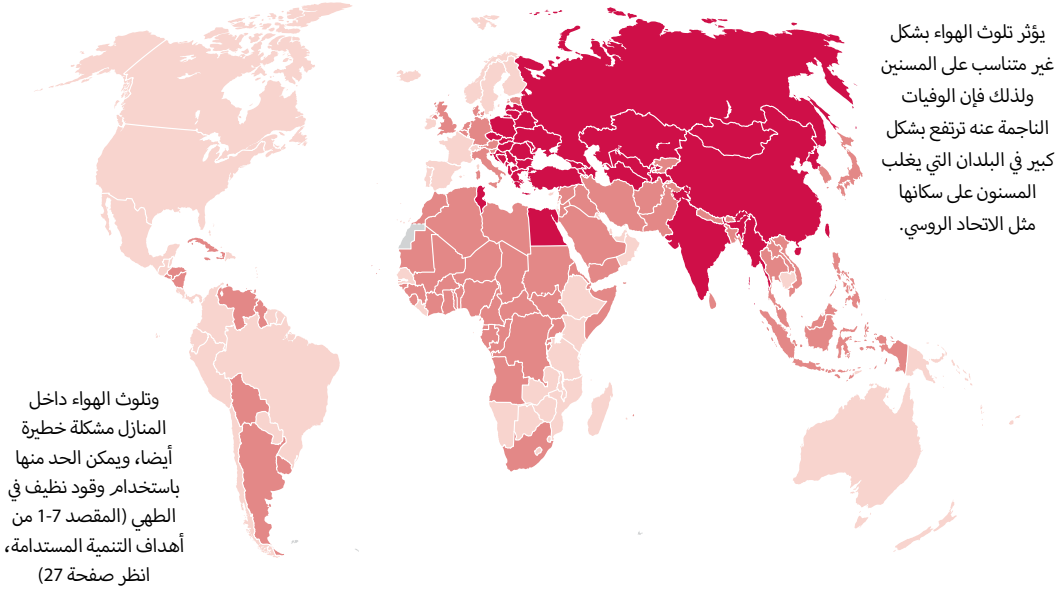 يؤثر تلوث الهواء بشكل
غير متناسب على المسنين
ولذلك فإن الوفيات
الناجمة عنه ترتفع بشكل
كبير في البلدان التي يغلب
المسنون على سكانها
مثل الاتحاد الروسي.
وتلوث الهواء داخل
المنازل مشكلة خطيرة
أيضا، ويمكن الحد منها
باستخدام وقود نظيف في
الطهي (المقصد 7-1 من
أهداف التنمية المستدامة،
انظر صفحة 27)